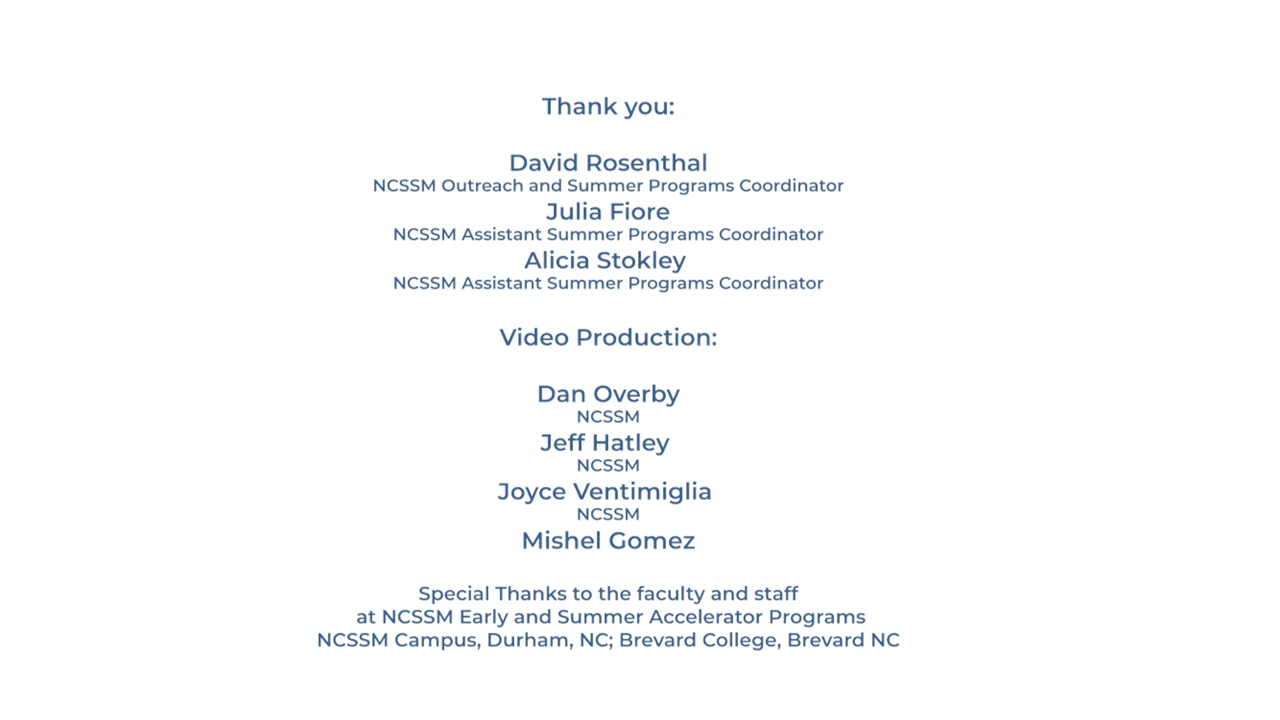 Thank you:
David Rosenthal
NCSSM Outreach and Summer Programs Coordinator
Julia Fiore
NCSSM Assistant Summer Programs Coordinator
Alicia Stokley
NCSSM Assistant Summer Programs Coordinator
Video Production:
Dan Overby
NCSSM
Jeff Hatley
NCSSM
Joyce Ventimiglia
NCSSM
Mishel Gomez
Special Thanks to the faculty and staff
at NCSSM Early and Summer Accelerator Programs
NCSSM Campus, Durham, NC; Brevard College, Brevard NC